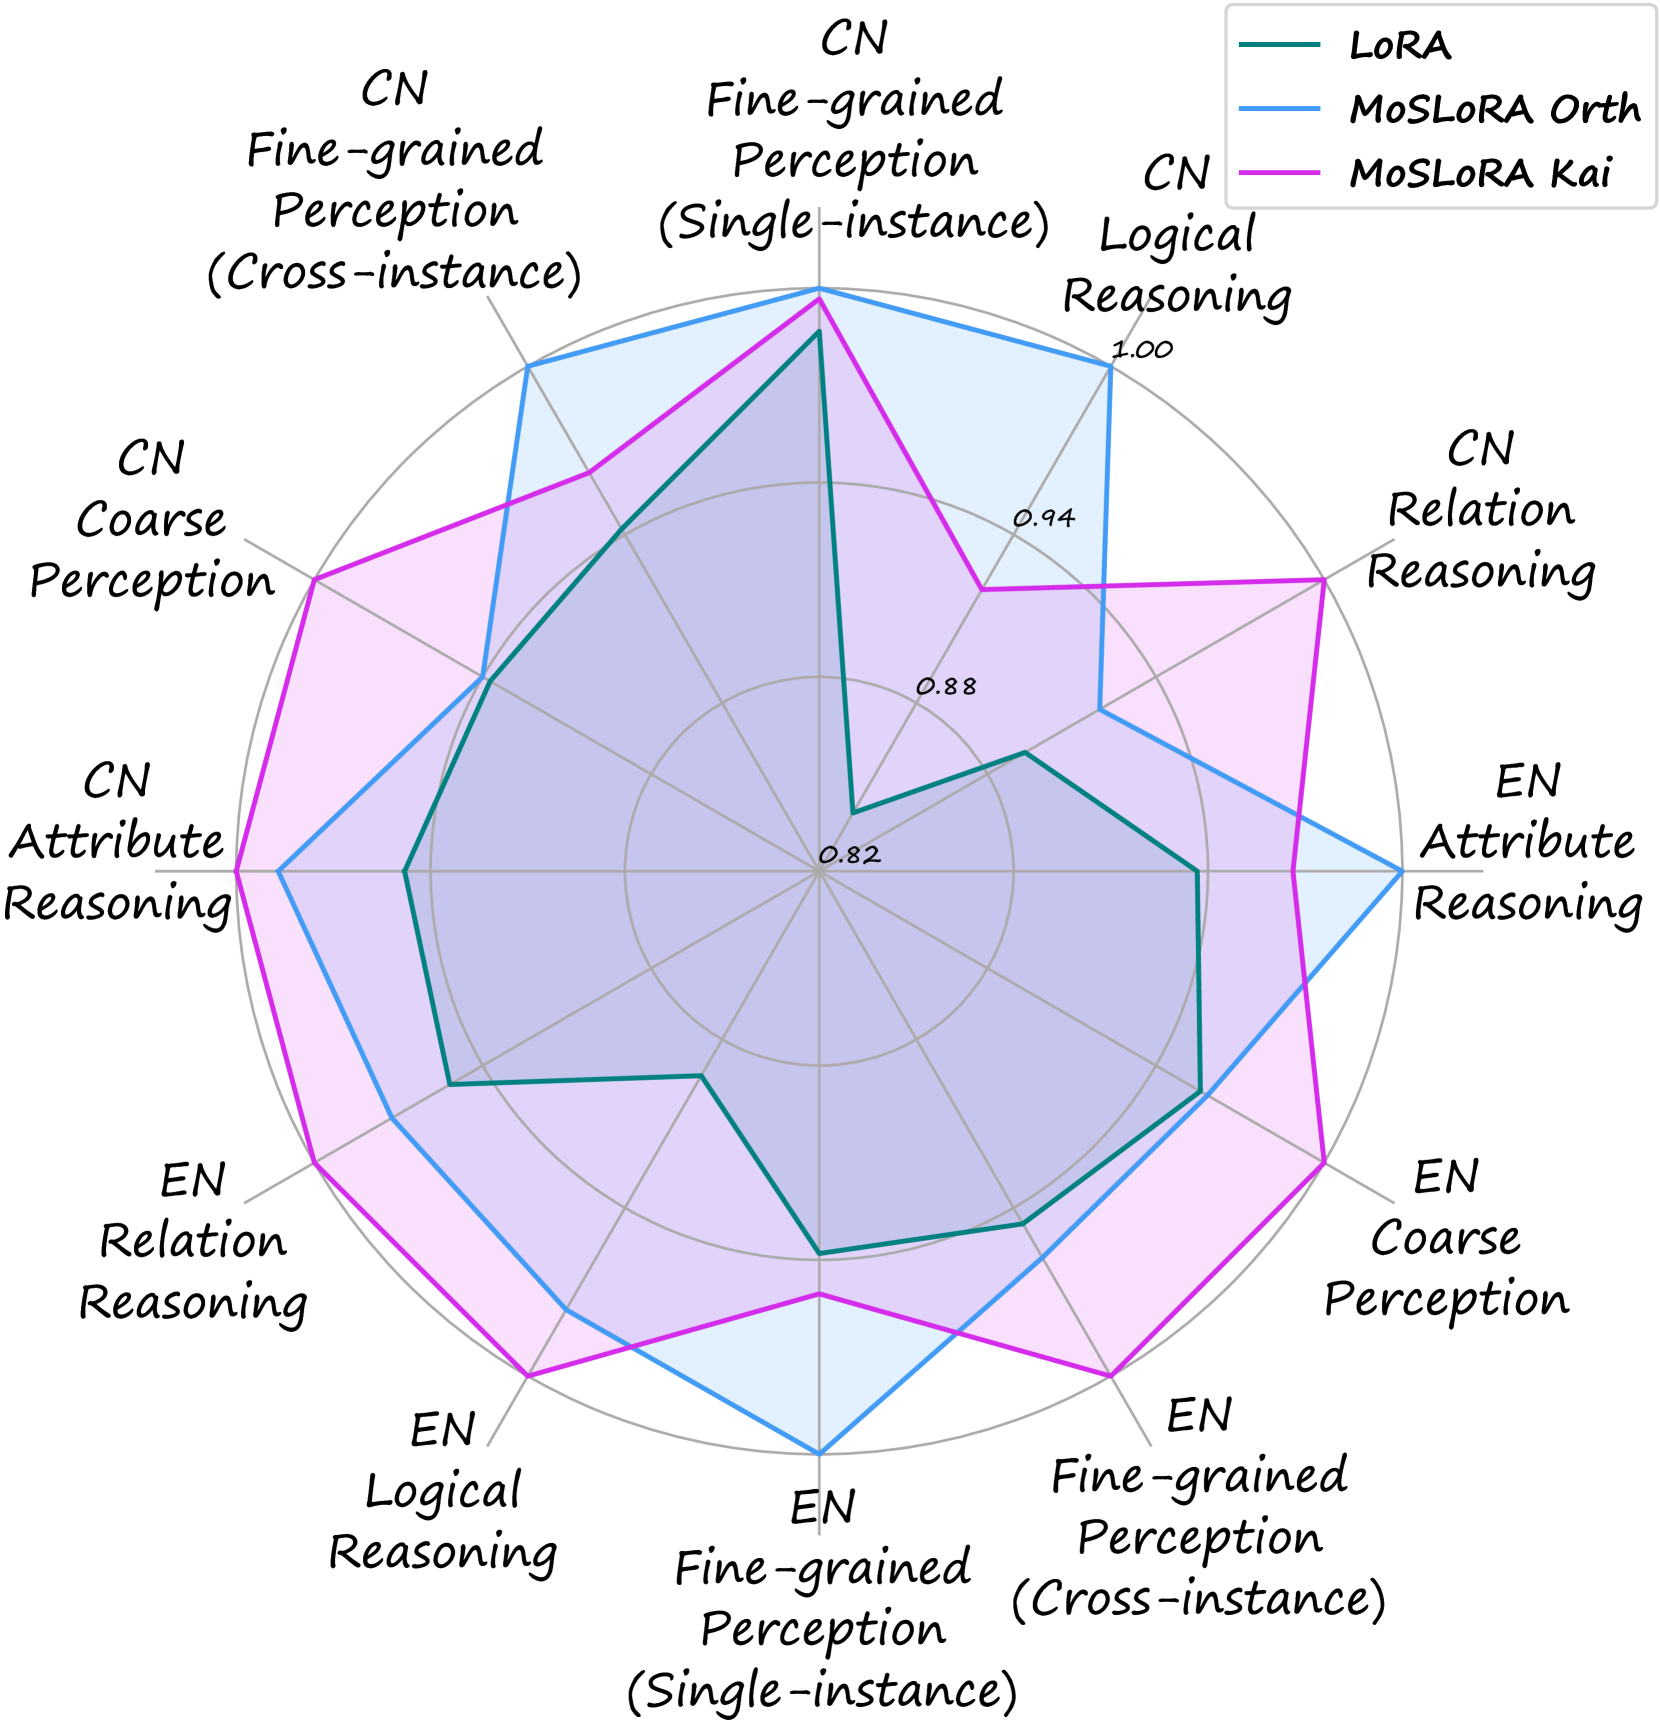 LoRA
MoSLoRA Orth
MoSLoRA Kai
CN
Fine-grained
Perception
(Single-instance)
CN
Fine-grained
Perception
(Cross-instance)
CN
Logical
Reasoning
1.00
0.94
0.88
0.82
CN
Relation
Reasoning
CN
Coarse
Perception
CN
Attribute
Reasoning
EN
Attribute
Reasoning
EN
Relation
Reasoning
EN
Coarse
Perception
EN
Logical
Reasoning
EN
Fine-grained
Perception
(Cross-instance)
EN
Fine-grained
Perception
(Single-instance)